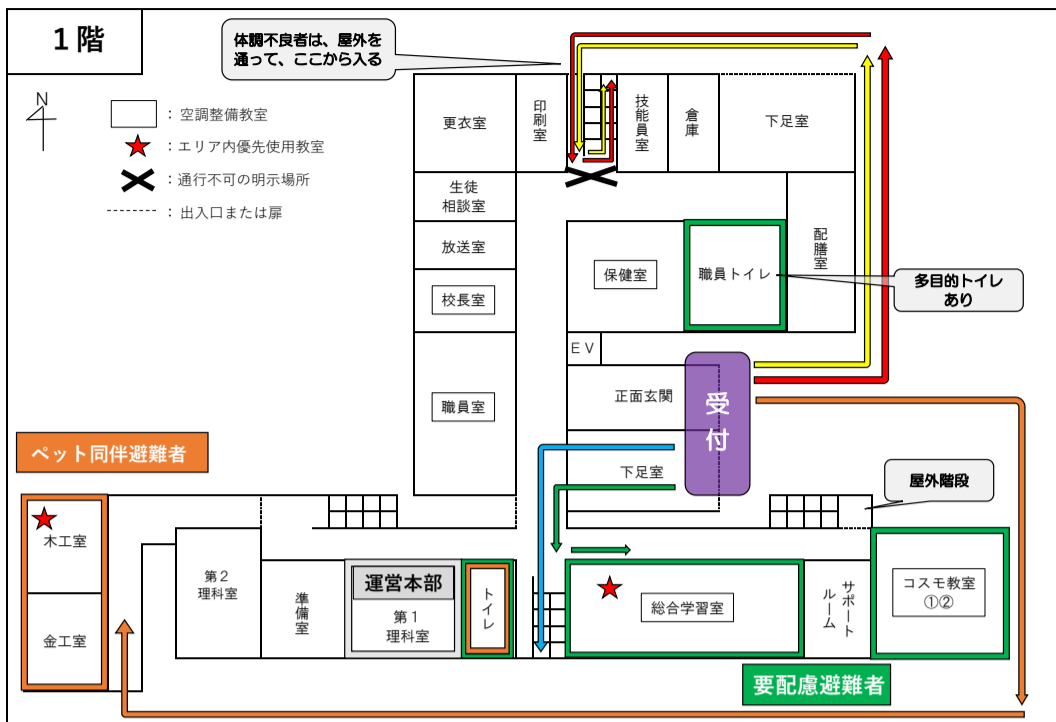 1階
体調不良者は、屋外を
通って、ここから入る
N
：空調整備教室
：エリア内優先使用教室
：通行不可の明示場所
：出入口または扉
更衣室
印刷室
技能員室
倉庫
下足室
生徒
相談室
放送室
校長室
職員室
保健室
職員トイレ
配膳室
多目的トイレ
あり
EV
正面玄関
受付
下足室
屋外階段
ペット同伴避難者
木工室
金工室
第2
理科室
準備室
運営本部
第1
理科室
トイレ
総合学習室
サポート
ルーム
コスモ教室
①②
要配慮避難者